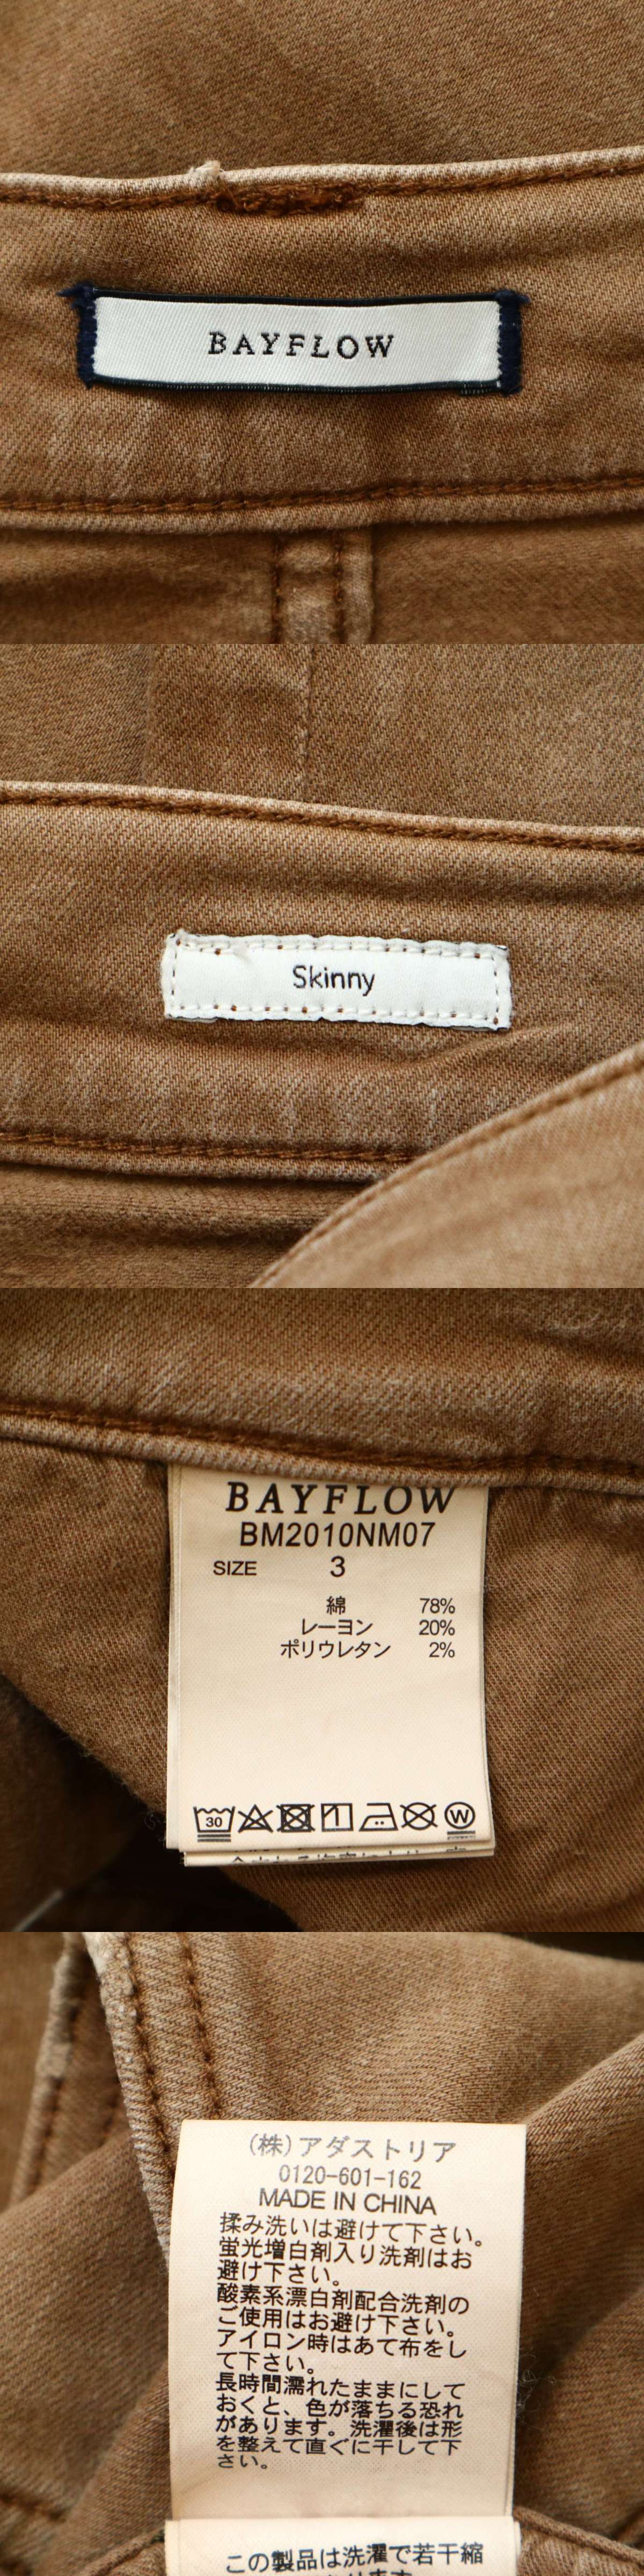 BAYFLOW
Skinny
BAYFLOW
BM2010NM07
SIZE 3
綿 78%
レーヨン 20%
ポリウレタン 2%
30
W
(株)アダストリア
0120-601-162
MADE IN CHINA
揉み洗いは避けて下さい。
蛍光増白剤入り洗剤はお
避け下さい。
酸素系漂白剤配合洗剤の
ご使用はお避け下さい。
アイロン時はあて布をし
て下さい。
長時間濡れたままにして
おくと、色が落ちる恐れ
があります。洗濯後は形
を整えて直ぐに干して下
さい。
この製品は洗濯で若干縮